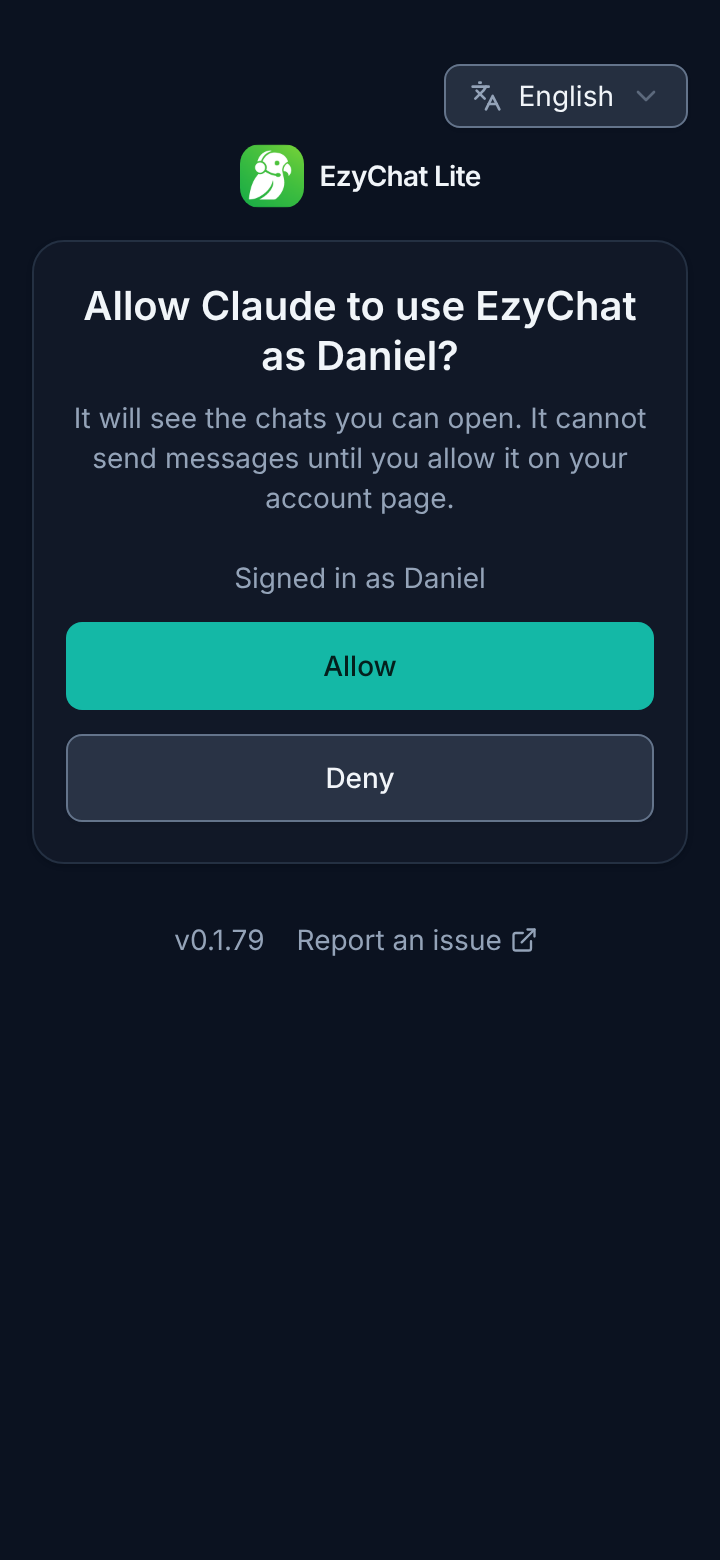 English
EzyChat Lite
Allow Claude to use EzyChat
as Daniel?
It will see the chats you can open. It cannot
send messages until you allow it on your
account page.
Signed in as Daniel
Allow
Deny
v0.1.79 Report an issue